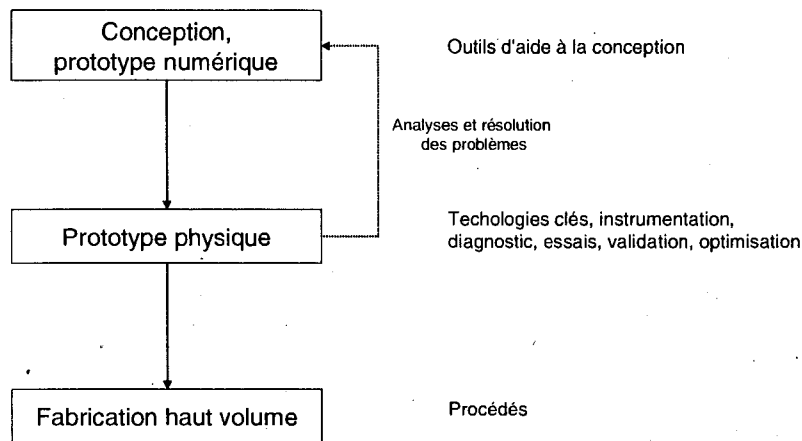 Conception,
prototype numérique
Outils d'aide à la conception
Analyses et résolution
des problèmes
Prototype physique
Techologies clés, instrumentation,
diagnostic, essais, validation, optimisation
Fabrication haut volume
Procédés